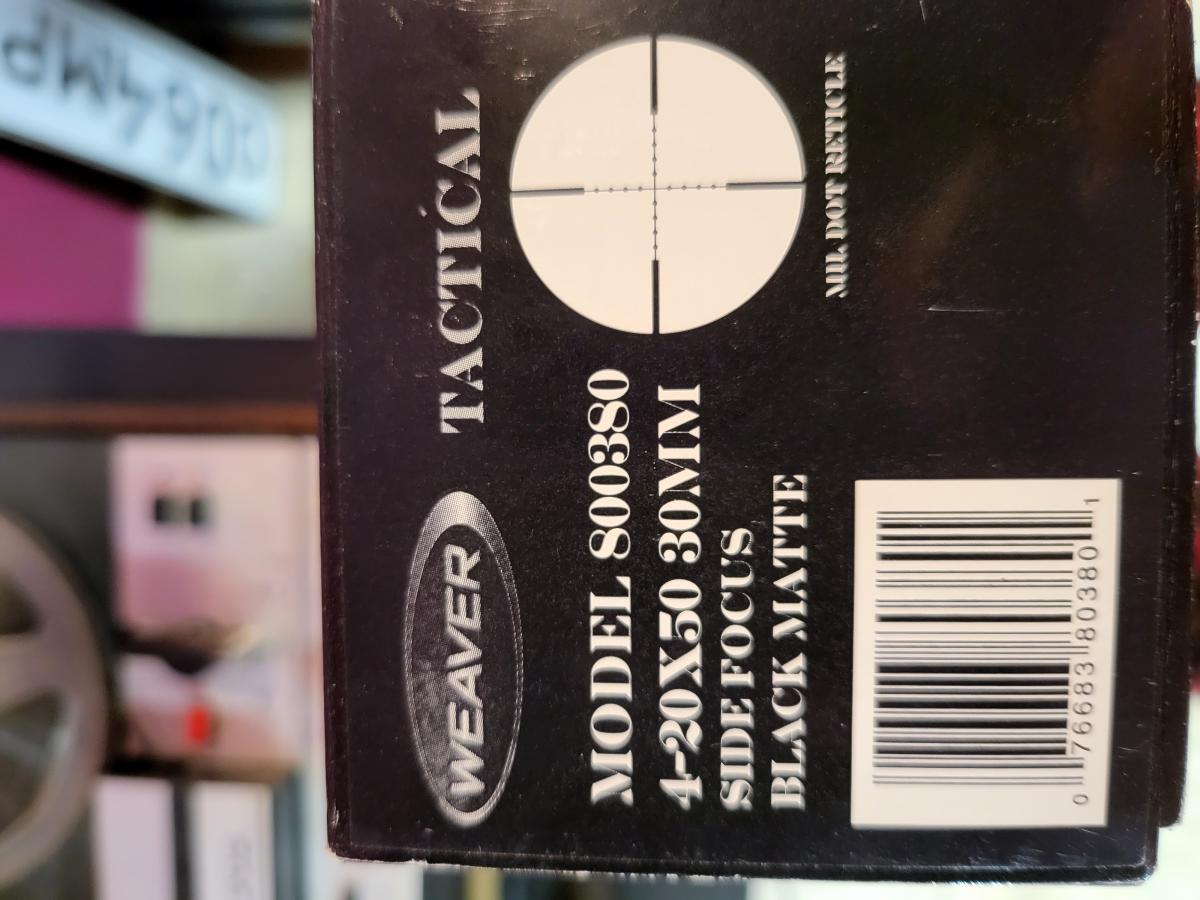 WEAVER
TACTICAL
MODEL 800380
4-20X50 30MM
SIDE FOCUS
BLACK MATTE
MIL DOT RETICLE
0 76683 80380 1